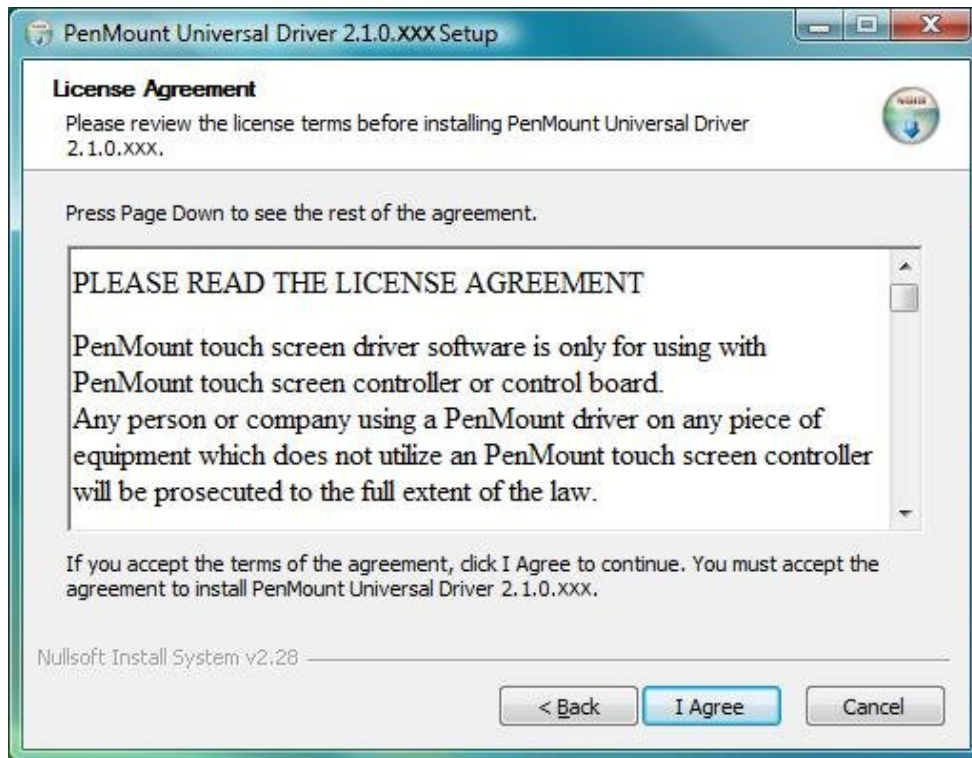 PenMount Universal Driver 2.1.0.XXX Setup
License Agreement
Please review the license terms before installing PenMount Universal Driver
2.1.0.XXX.
Press Page Down to see the rest of the agreement.
PLEASE READ THE LICENSE AGREEMENT
PenMount touch screen driver software is only for using with
PenMount touch screen controller or control board.
Any person or company using a PenMount driver on any piece of
equipment which does not utilize an PenMount touch screen controller
will be prosecuted to the full extent of the law.
If you accept the terms of the agreement, click I Agree to continue. You must accept the
agreement to install PenMount Universal Driver 2.1.0.XXX.
Nullsoft Install System v2.28
< Back
I Agree
Cancel